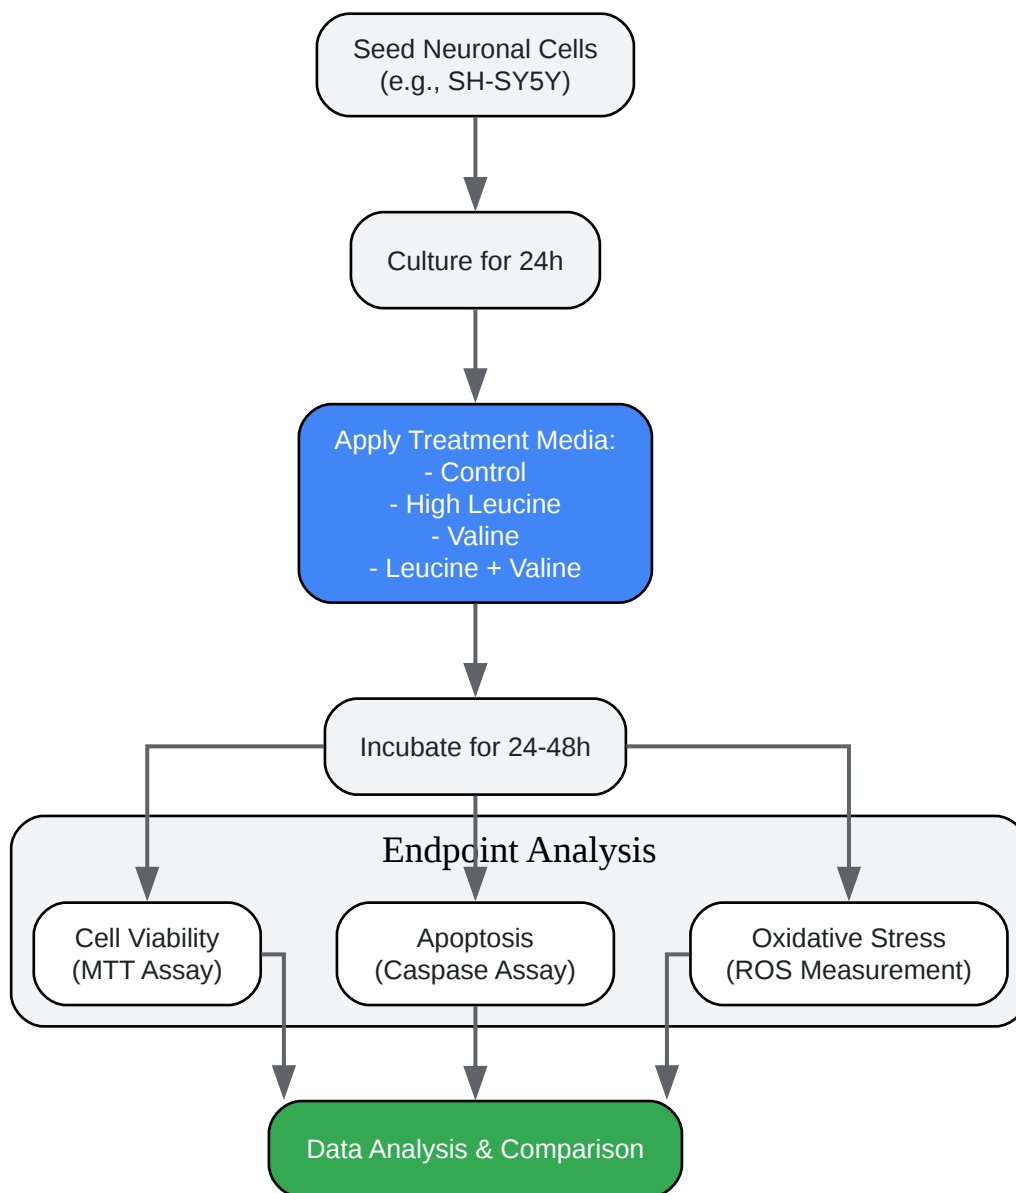 Seed Neuronal Cells
(e.g., SH-SY5Y)
Culture for 24h
Apply Treatment Media:
- Control
- High Leucine
- Valine
- Leucine + Valine
Incubate for 24-48h
Endpoint Analysis
Cell Viability
(MTT Assay)
Apoptosis
(Caspase Assay)
Oxidative Stress
(ROS Measurement)
Data Analysis & Comparison